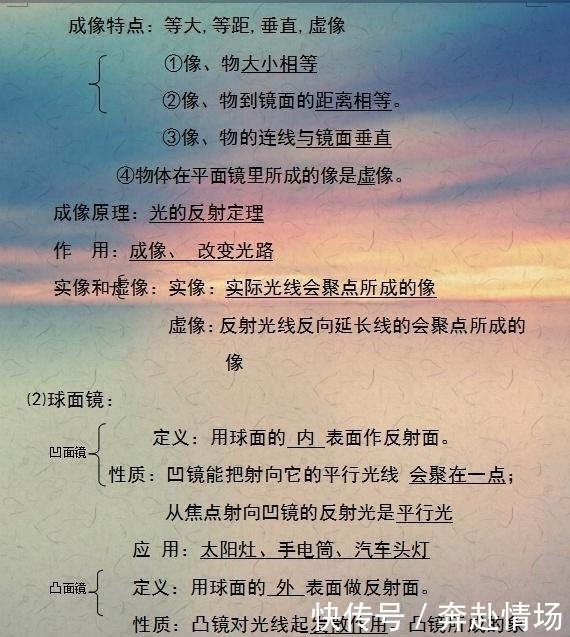 成像特点：等大,等距,垂直,虚像
①像、物大小相等
②像、物到镜面的距离相等。
③像、物的连线与镜面垂直
④物体在平面镜里所成的像是虚像。
成像原理：光的反射定理
作 用：成像、 改变光路
实像和虚像：实像：实际光线会聚点所成的像
虚像：反射光线反向延长线的会聚点所成的
像
(2)球面镜：
定义：用球面的 内 表面作反射面。
凹面镜
性质：凹镜能把射向它的平行光线 会聚在一点；
从焦点射向凹镜的反射光是平行光
应 用：太阳灶、手电筒、汽车头灯
凸面镜
定义：用球面的 外 表面做反射面。
性质：凸镜对光线起发散作用。凸镜所成的象
快传号 / 奔赴情场